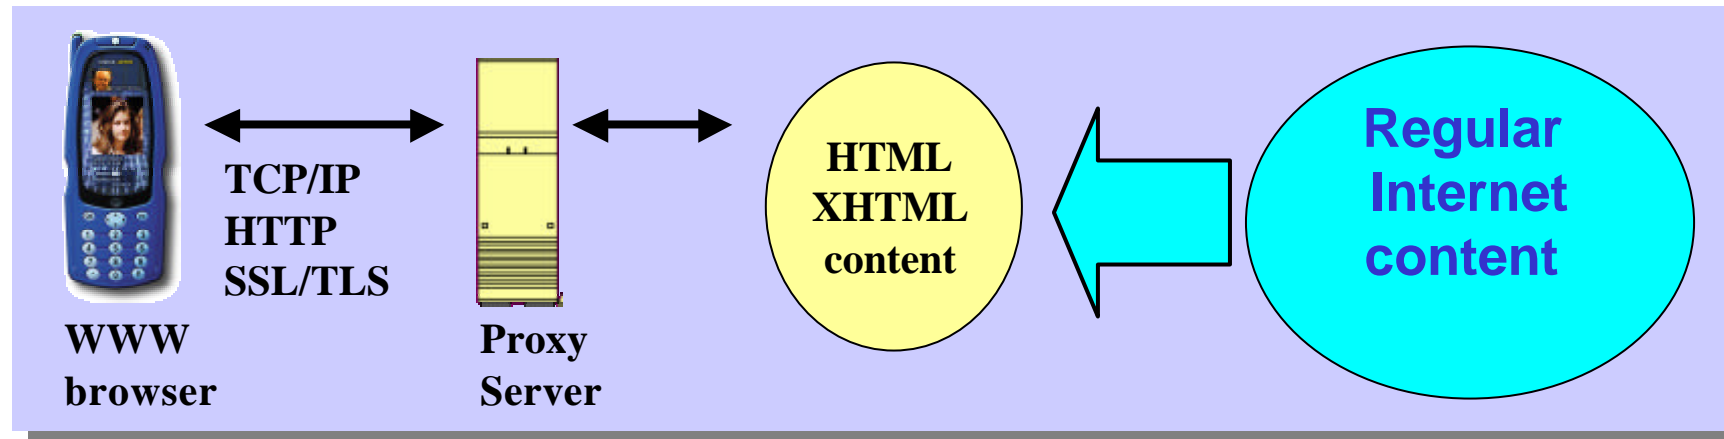 TCP/IP
HTTP
SSL/TLS
WWW
browser
Proxy
Server
HTML
XHTML
content
Regular
Internet
content